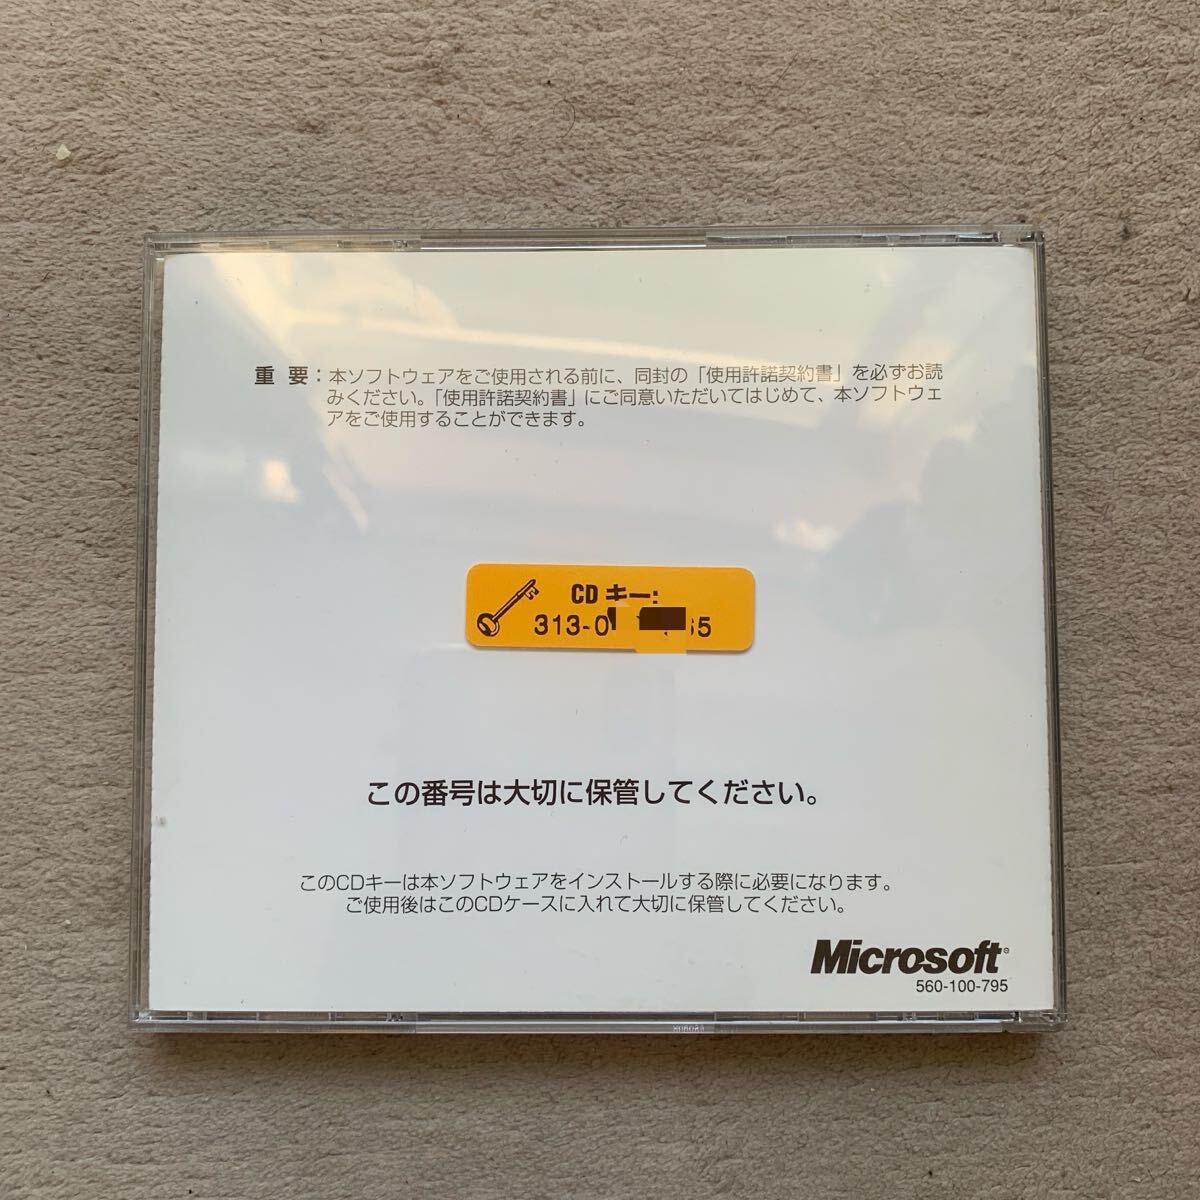 重 要：本ソフトウェアをご使用される前に、同封の「使用許諾契約書」を必ずお読
みください。「使用許諾契約書」にご同意いただいてはじめて、本ソフトウェ
アをご使用することができます。
CD キー:
313-0
この番号は大切に保管してください。
このCDキーは本ソフトウェアをインストールする際に必要になります。
ご使用後はこのCDケースに入れて大切に保管してください。
Microsoft®
560-100-795